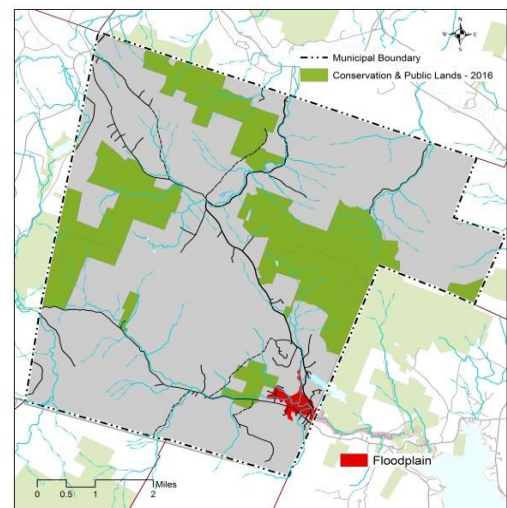 N
W E
S
Municipal Boundary
Conservation & Public Lands - 2016
Floodplain
Miles
0 0.5 1 2